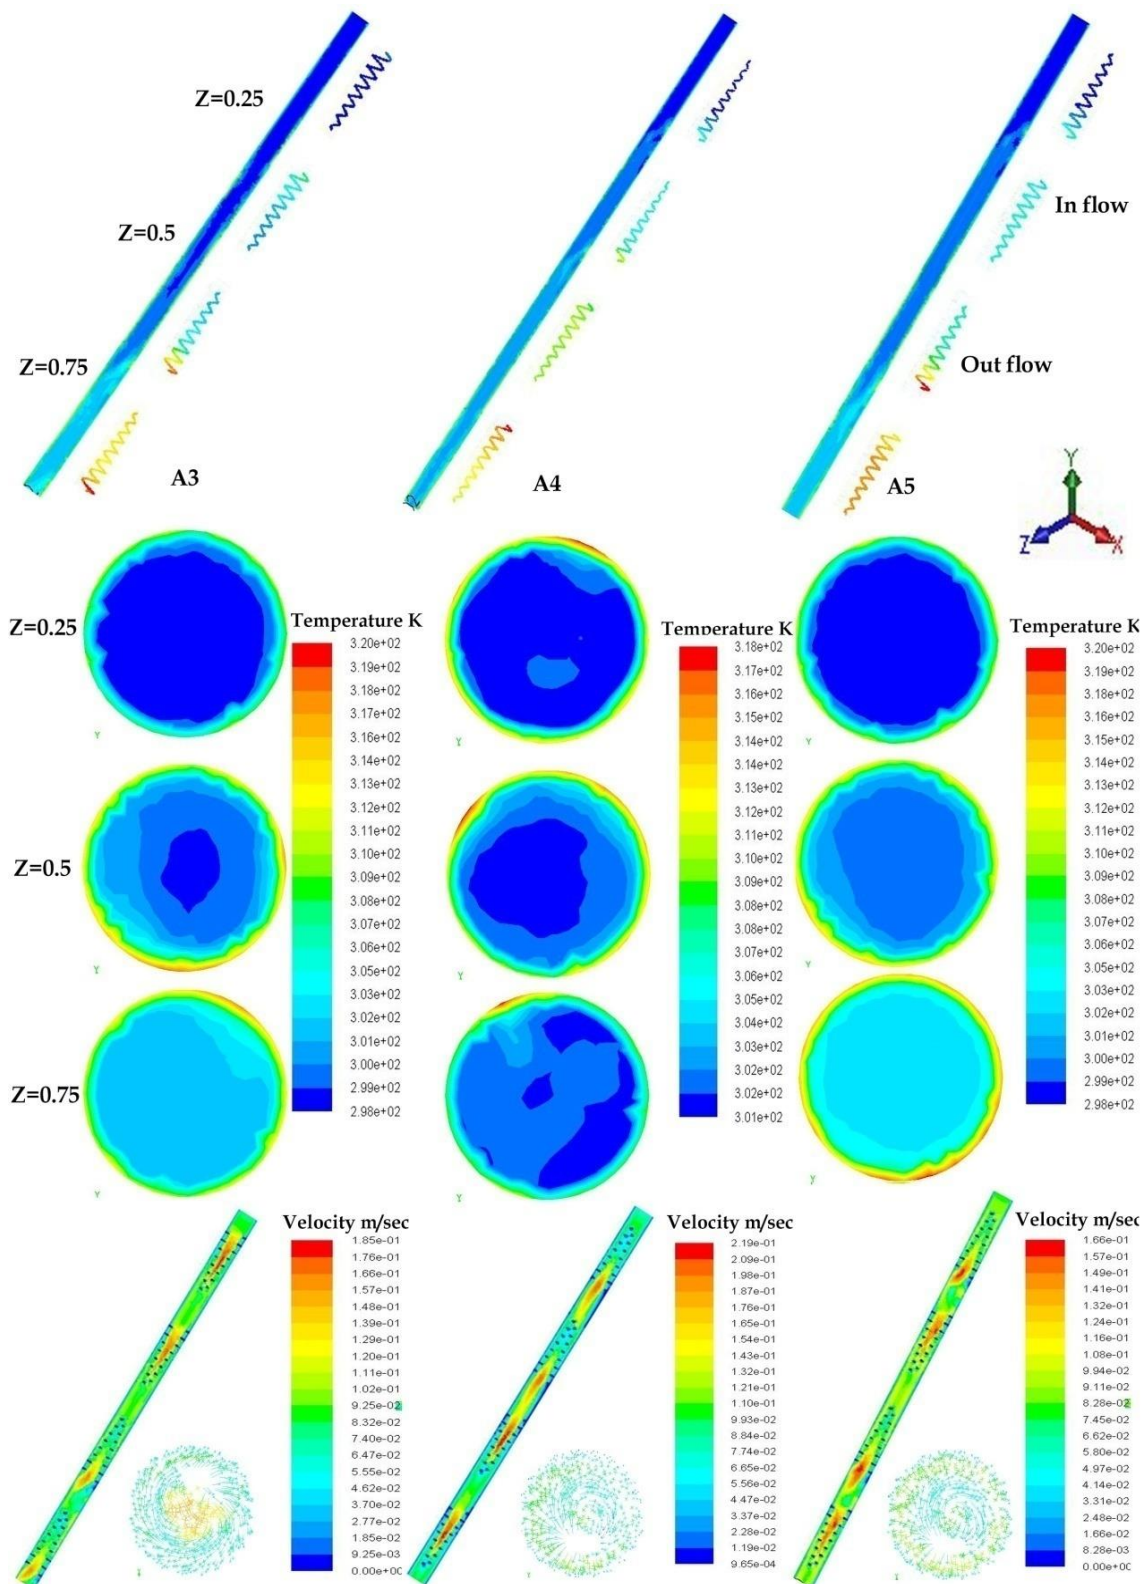 Z=0.25
Z=0.5
In flow
Out flow
Z=0.75
A3
A4
A5
Y
Z
X
Z=0.25
Temperature K
3.20e+02
3.19e+02
3.18e+02
3.17e+02
3.16e+02
3.14e+02
3.13e+02
3.12e+02
3.11e+02
3.10e+02
3.09e+02
3.08e+02
3.07e+02
3.06e+02
3.05e+02
3.03e+02
3.02e+02
3.01e+02
3.00e+02
2.99e+02
2.98e+02
Temperature K
3.18e+02
3.17e+02
3.16e+02
3.15e+02
3.14e+02
3.14e+02
3.13e+02
3.12e+02
3.11e+02
3.10e+02
3.09e+02
3.08e+02
3.08e+02
3.07e+02
3.06e+02
3.05e+02
3.04e+02
3.03e+02
3.02e+02
3.02e+02
3.01e+02
Temperature K
3.20e+02
3.19e+02
3.18e+02
3.16e+02
3.15e+02
3.14e+02
3.13e+02
3.12e+02
3.11e+02
3.10e+02
3.09e+02
3.08e+02
3.07e+02
3.06e+02
3.05e+02
3.03e+02
3.02e+02
3.01e+02
3.00e+02
2.99e+02
2.98e+02
Y
Y
Y
Z=0.5
Y
Y
Y
Z=0.75
Y
Y
Y
Velocity m/sec
1.85e-01
1.76e-01
1.66e-01
1.57e-01
1.48e-01
1.39e-01
1.29e-01
1.20e-01
1.11e-01
1.02e-01
9.25e-02
8.32e-02
7.40e-02
6.47e-02
5.55e-02
4.62e-02
3.70e-02
2.77e-02
1.85e-02
9.25e-03
0.00e+00
Velocity m/sec
2.19e-01
2.09e-01
1.98e-01
1.87e-01
1.76e-01
1.65e-01
1.54e-01
1.43e-01
1.32e-01
1.21e-01
1.10e-01
9.93e-02
8.84e-02
7.74e-02
6.65e-02
5.56e-02
4.47e-02
3.37e-02
2.28e-02
1.19e-02
9.65e-04
Velocity m/sec
1.66e-01
1.57e-01
1.49e-01
1.41e-01
1.32e-01
1.24e-01
1.16e-01
1.08e-01
9.94e-02
9.11e-02
8.28e-02
7.45e-02
6.62e-02
5.80e-02
4.97e-02
4.14e-02
3.31e-02
2.48e-02
1.66e-02
8.28e-03
0.00e+00
Y
Y
Y